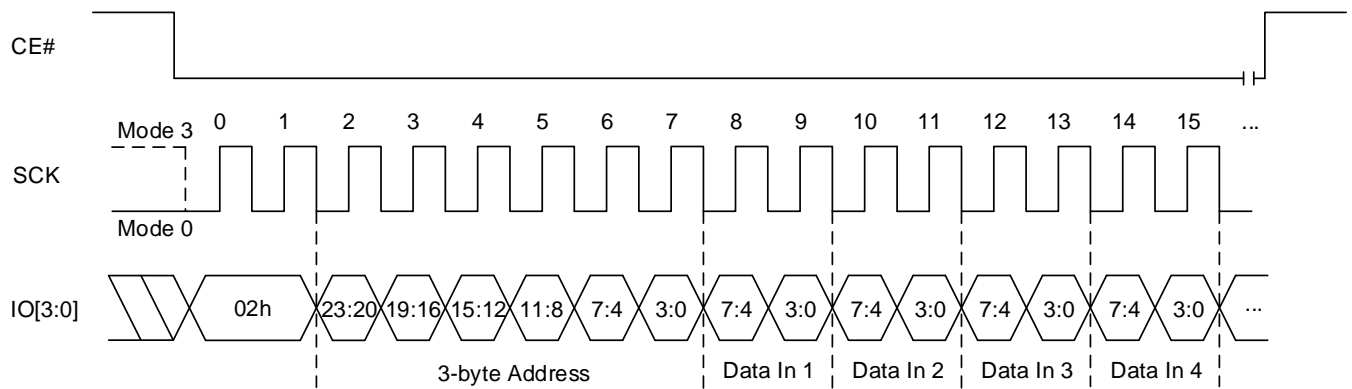 CE#
Mode 3 0 1 2 3 4 5 6 7 8 9 10 11 12 13 14 15 ...
SCK
Mode 0
IO[3:0] 02h 23:20 19:16 15:12 11:8 7:4 3:0 7:4 3:0 7:4 3:0 7:4 3:0 7:4 3:0 ...
3-byte Address Data In 1 Data In 2 Data In 3 Data In 4